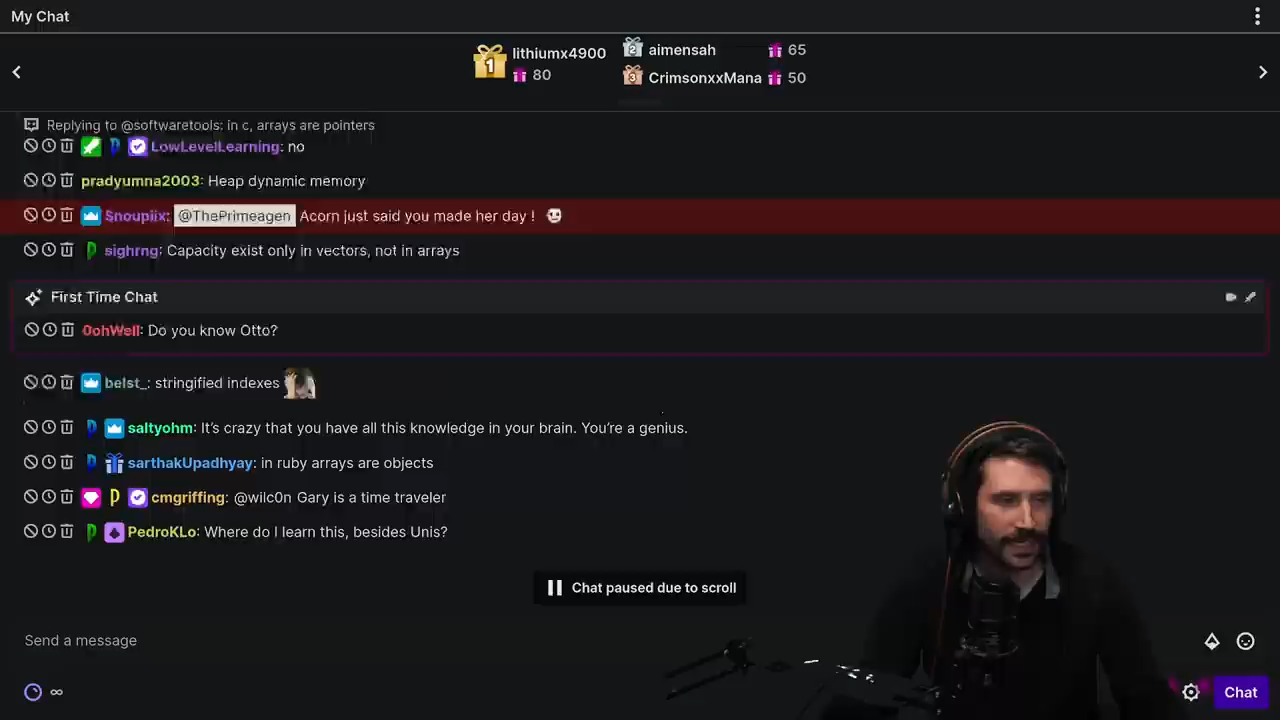 My Chat
1 lithiumx4900
80
2 aimensah 65
3 CrimsonxxMana 50
Replying to @softwaretools: in c, arrays are pointers
LowLevelLearning: no
pradyumna2003: Heap dynamic memory
Snoupiix: @ThePrimeagen Acorn just said you made her day !
sighrng: Capacity exist only in vectors, not in arrays
First Time Chat
OohWell: Do you know Otto?
belst_: stringified indexes
saltyohm: It’s crazy that you have all this knowledge in your brain. You’re a genius.
sarthakUpadhyay: in ruby arrays are objects
cmgriffing: @wilc0n Gary is a time traveler
PedroKLo: Where do I learn this, besides Unis?
Chat paused due to scroll
Send a message
∞
Chat